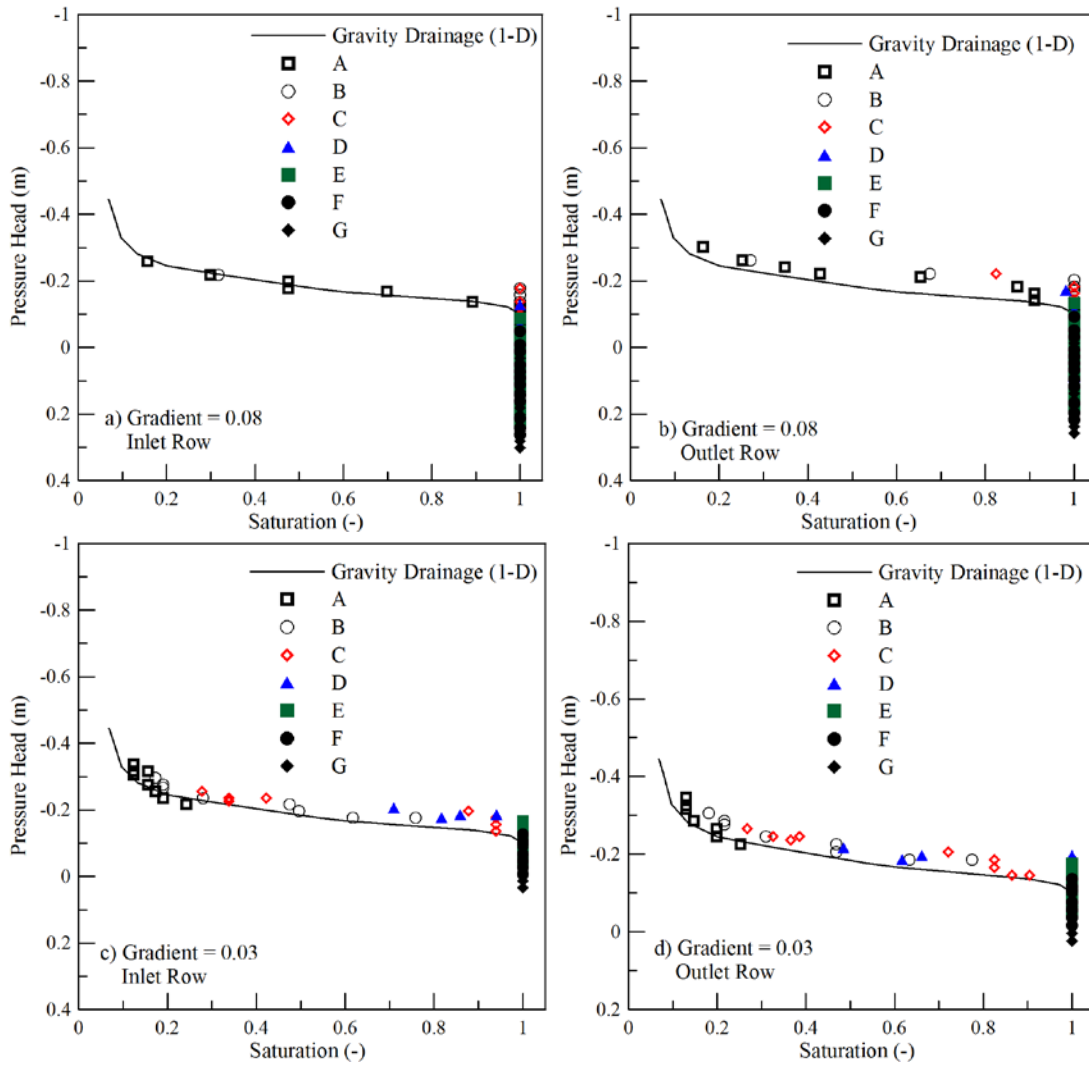 -1
-0.8
-0.6
-0.4
-0.2
0
0.2
0.4
Pressure Head (m)
Gravity Drainage (1-D)
A
B
C
D
E
F
G
a) Gradient = 0.08
Inlet Row
0 0.2 0.4 0.6 0.8 1
Saturation (-)
-1
-0.8
-0.6
-0.4
-0.2
0
0.2
0.4
Pressure Head (m)
Gravity Drainage (1-D)
A
B
C
D
E
F
G
b) Gradient = 0.08
Outlet Row
0 0.2 0.4 0.6 0.8 1
Saturation (-)
-1
-0.8
-0.6
-0.4
-0.2
0
0.2
0.4
Pressure Head (m)
Gravity Drainage (1-D)
A
B
C
D
E
F
G
c) Gradient = 0.03
Inlet Row
0 0.2 0.4 0.6 0.8 1
Saturation (-)
-1
-0.8
-0.6
-0.4
-0.2
0
0.2
Pressure Head (m)
Gravity Drainage (1-D)
A
B
C
D
E
F
G
d) Gradient = 0.03
Outlet Row
0 0.2 0.4 0.6 0.8 1
Saturation (-)